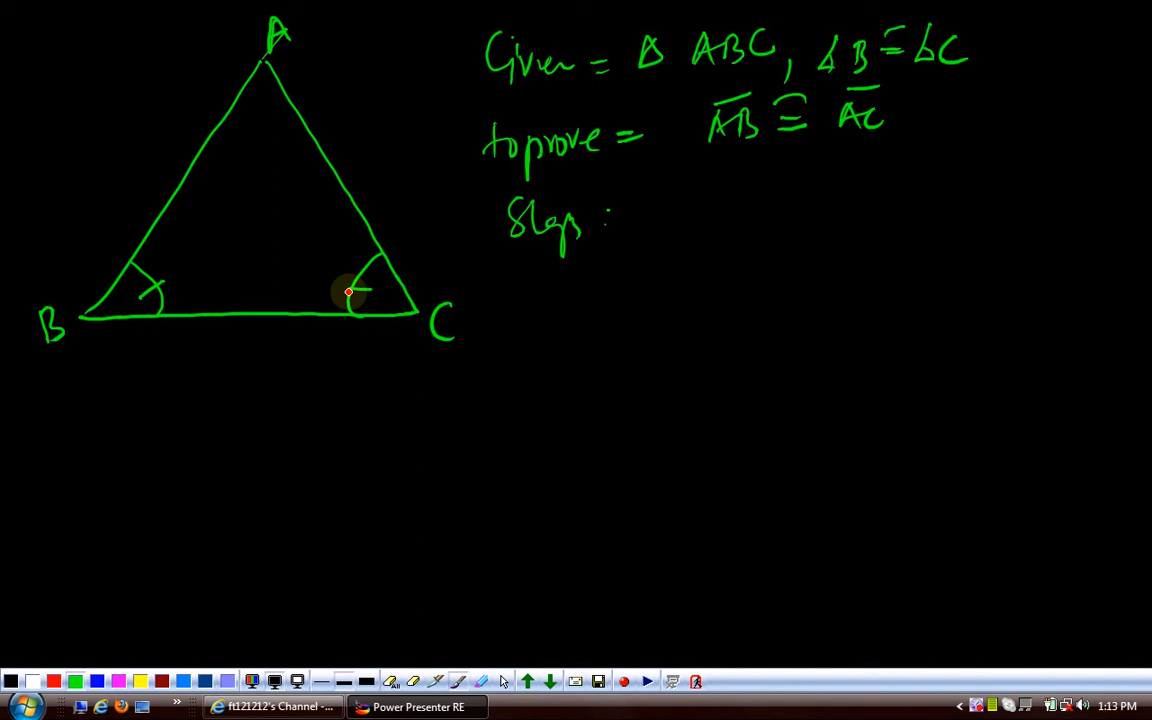 A
Given = Δ ABC, ∠B ≅ ∠C
to prove = AB ≅ AC
Steps :
B
C
ft121212's Channel -...
Power Presenter RE
1:13 PM